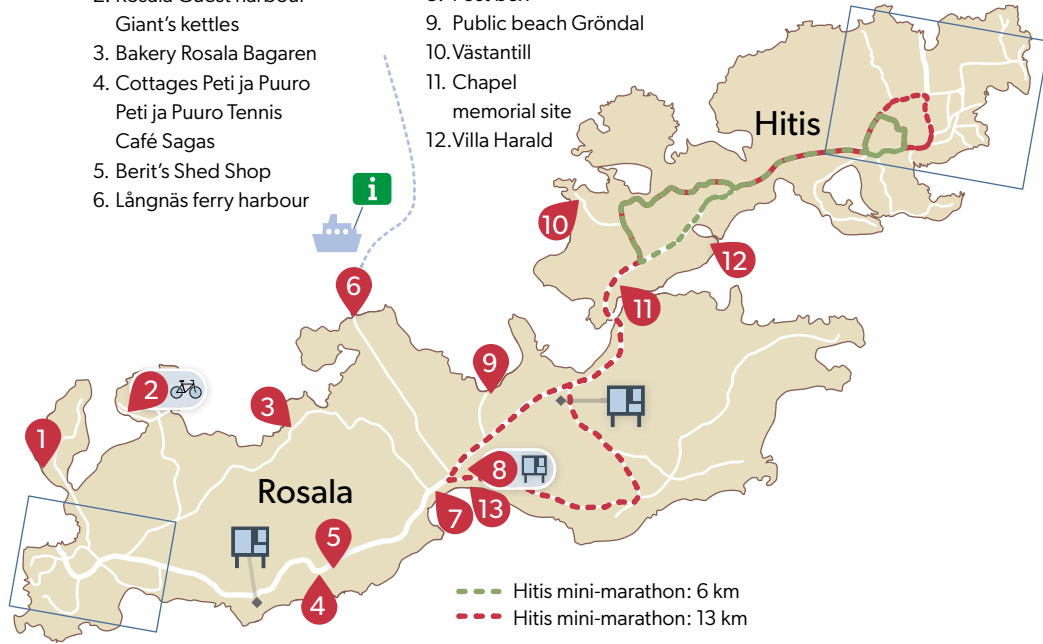 Giant's kettles
3. Bakery Rosala Bagaren
4. Cottages Peti ja Puuro
Peti ja Puuro Tennis
Café Sagas
5. Berit's Shed Shop
6. Långnäs ferry harbour
9. Public beach Gröndal
10. Västantill
11. Chapel
memorial site
12. Villa Harald
Hitis
i
10
12
6
11
9
2
3
1
8
Rosala
7
13
5
4
Hitis mini-marathon: 6 km
Hitis mini-marathon: 13 km